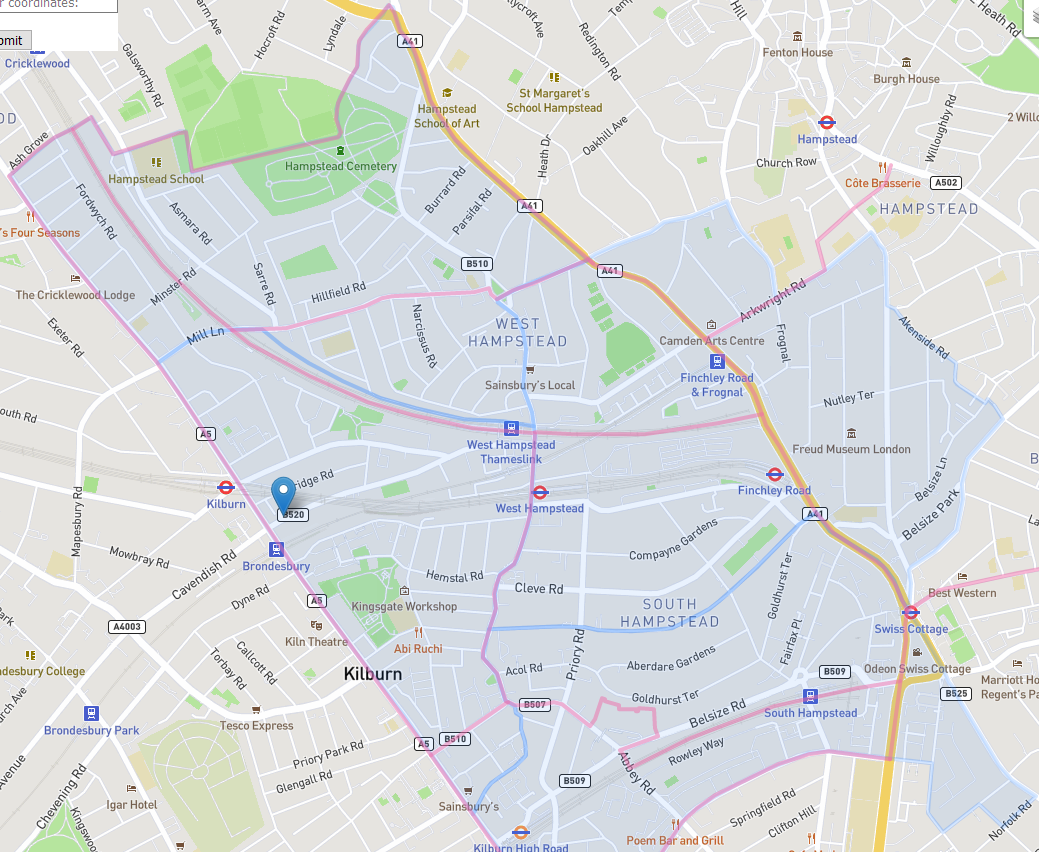 r coordinates:
bmit
Cricklewood
Galsworthy Rd
Hocroft Rd
Lyndale
A41
Hampstead
School of Art
St Margaret's
School Hampstead
Redington Rd
Hill
Fenton House
Burgh House
E Heath Rd
2 Willo
Willoughby Rd
Hampstead
Church Row
Côte Brasserie
A502
HAMPSTEAD
OD
Ash Grove
Hampstead School
Hampstead Cemetery
Heath Dr
Oakhill Ave
Burrard Rd
Parsifal Rd
A41
Fordwych Rd
Asmara Rd
's Four Seasons
The Cricklewood Lodge
Minster Rd
Sarre Rd
Hillfield Rd
B510
A41
Arkwright Rd
Mill Ln
Exeter Rd
Narcissus Rd
WEST
HAMPSTEAD
Camden Arts Centre
Frognal
Akenside Rd
Sainsbury's Local
Finchley Road
& Frognal
Nutley Ter
outh Rd
A5
West Hampstead
Thameslink
Freud Museum London
Belsize Ln
Belsize Park
Kilburn
ridge Rd
B520
West Hampstead
Finchley Road
A41
Mapesbury Rd
Mowbray Rd
Cavendish Rd
Brondesbury
Compayne Gardens
Hemstal Rd
Cleve Rd
Goldhurst Ter
Best Western
Dyne Rd
A5
Kingsgate Workshop
SOUTH
HAMPSTEAD
Swiss Cottage
A4003
Kiln Theatre
Abi Ruchi
Priory Rd
Fairfax Pl
Odeon Swiss Cottage
ndesbury College
Torbay Rd
Callcott Rd
Kilburn
Acol Rd
Aberdare Gardens
B509
Marriott Ho
Regent's Pa
B525
Goldhurst Ter
B507
Belsize Rd
South Hampstead
Tesco Express
Brondesbury Park
A5
B510
Rowley Way
Abbey Rd
Priory Park Rd
Glengall Rd
B509
Chevening Rd
Igar Hotel
Kingswo
Sainsbury's
Kilburn High Road
Springfield Rd
Clifton Hill
Poem Bar and Grill
Norfolk Rd